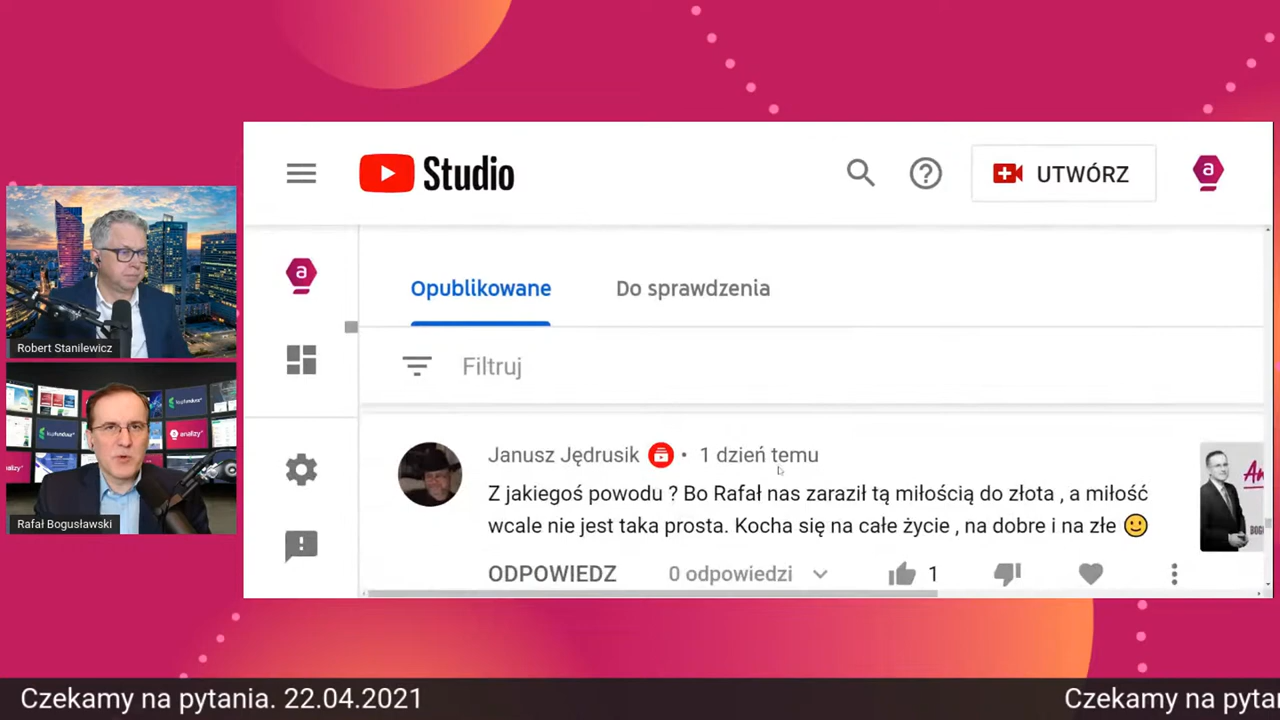 Studio
UTWÓRZ
a
a
Opublikowane
Do sprawdzenia
Filtruj
Janusz Jędrusik • 1 dzień temu
Z jakiegoś powodu ? Bo Rafał nas zaraził tą miłością do złota , a miłość
wcale nie jest taka prosta. Kocha się na całe życie , na dobre i na złe 🙂
ODPOWIEDZ
0 odpowiedzi
1
Robert Stanilewicz
analizy
Rafał Bogusławski
Czekamy na pytania. 22.04.2021
Czekamy na pyta